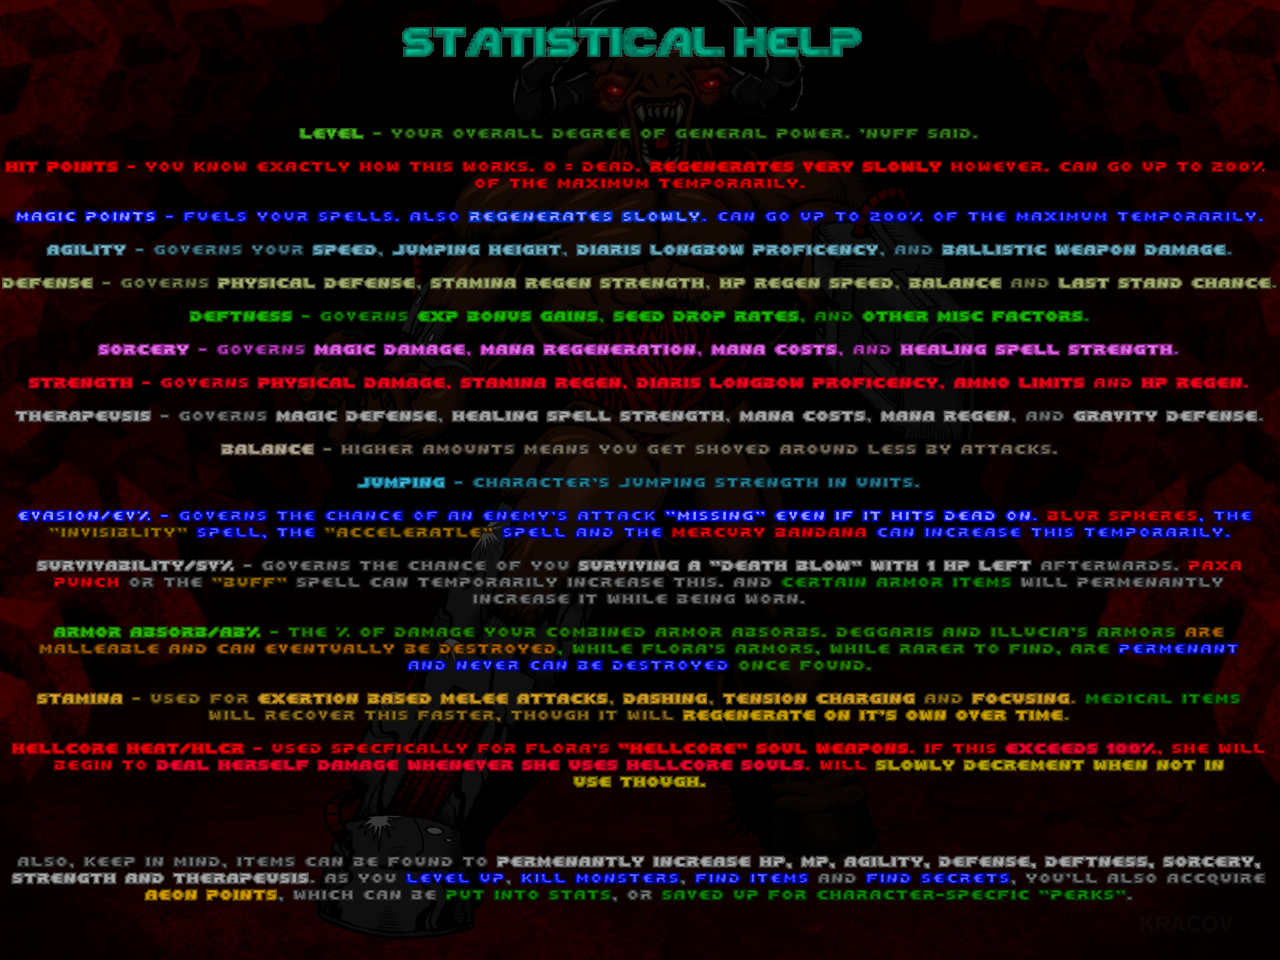 STATISTICAL HELP
LEVEL - YOUR OVERALL DEGREE OF GENERAL POWER. 'NUFF SAID.
HIT POINTS - YOU KNOW EXACTLY HOW THIS WORKS. 0 = DEAD. REGENERATES VERY SLOWLY HOWEVER. CAN GO UP TO 200%
OF THE MAXIMUM TEMPORARILY.
MAGIC POINTS - FUELS YOUR SPELLS. ALSO REGENERATES SLOWLY. CAN GO UP TO 200% OF THE MAXIMUM TEMPORARILY.
AGILITY - GOVERNS YOUR SPEED, JUMPING HEIGHT, DIARIS LONGBOW PROFICENCY, AND BALLISTIC WEAPON DAMAGE.
DEFENSE - GOVERNS PHYSICAL DEFENSE, STAMINA REGEN STRENGTH, HP REGEN SPEED, BALANCE AND LAST STAND CHANCE.
DEFTNESS - GOVERNS EXP BONUS GAINS, SEED DROP RATES, AND OTHER MISC FACTORS.
SORCERY - GOVERNS MAGIC DAMAGE, MANA REGENERATION, MANA COSTS, AND HEALING SPELL STRENGTH.
STRENGTH - GOVERNS PHYSICAL DAMAGE, STAMINA REGEN, DIARIS LONGBOW PROFICENCY, AMMO LIMITS AND HP REGEN.
THERAPEUSIS - GOVERNS MAGIC DEFENSE, HEALING SPELL STRENGTH, MANA COSTS, MANA REGEN, AND GRAVITY DEFENSE.
BALANCE - HIGHER AMOUNTS MEANS YOU GET SHOVED AROUND LESS BY ATTACKS.
JUMPING - CHARACTER'S JUMPING STRENGTH IN UNITS.
EVASION/EV% - GOVERNS THE CHANCE OF AN ENEMY'S ATTACK "MISSING" EVEN IF IT HITS DEAD ON. BLUR SPHERES, THE
"INVISIBLITY" SPELL, THE "ACCELERATLE" SPELL AND THE MERCURY BANDANA CAN INCREASE THIS TEMPORARILY.
SURVIVABILITY/SV% - GOVERNS THE CHANCE OF YOU SURVIVING A "DEATH BLOW" WITH 1 HP LEFT AFTERWARDS. PAXA
PUNCH OR THE "BUFF" SPELL CAN TEMPORARILY INCREASE THIS. AND CERTAIN ARMOR ITEMS WILL PERMENANTLY
INCREASE IT WHILE BEING WORN.
ARMOR ABSORB/AB% - THE % OF DAMAGE YOUR COMBINED ARMOR ABSORBS. DEGGARIS AND ILLUCIA'S ARMORS ARE
MALLEABLE AND CAN EVENTUALLY BE DESTROYED, WHILE FLORA'S ARMORS, WHILE RARER TO FIND, ARE PERMENANT
AND NEVER CAN BE DESTROYED ONCE FOUND.
STAMINA - USED FOR EXERTION BASED MELEE ATTACKS, DASHING, TENSION CHARGING AND FOCUSING. MEDICAL ITEMS
WILL RECOVER THIS FASTER, THOUGH IT WILL REGENERATE ON IT'S OWN OVER TIME.
HELLCORE HEAT/HLCR - USED SPECFICALLY FOR FLORA'S "HELLCORE" SOUL WEAPONS. IF THIS EXCEEDS 100%, SHE WILL
BEGIN TO DEAL HERSELF DAMAGE WHENEVER SHE USES HELLCORE SOULS. WILL SLOWLY DECREMENT WHEN NOT IN
USE THOUGH.
ALSO, KEEP IN MIND, ITEMS CAN BE FOUND TO PERMENANTLY INCREASE HP, MP, AGILITY, DEFENSE, DEFTNESS, SORCERY,
STRENGTH AND THERAPEUSIS. AS YOU LEVEL UP, KILL MONSTERS, FIND ITEMS AND FIND SECRETS, YOU'LL ALSO ACCQUIRE
AEON POINTS, WHICH CAN BE PUT INTO STATS, OR SAVED UP FOR CHARACTER-SPECFIC "PERKS".
KRACOV